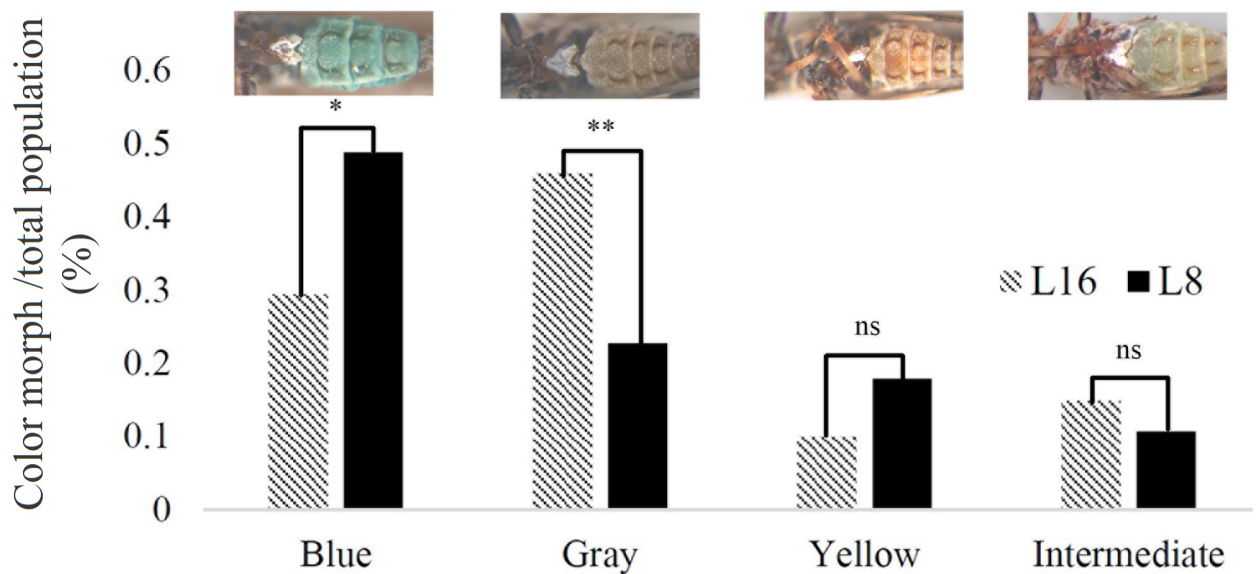 Color morph /total population
(%)
0.6
0.5
0.4
0.3
0.2
0.1
0
*
**
ns
ns
L16 L8
Blue Gray Yellow Intermediate